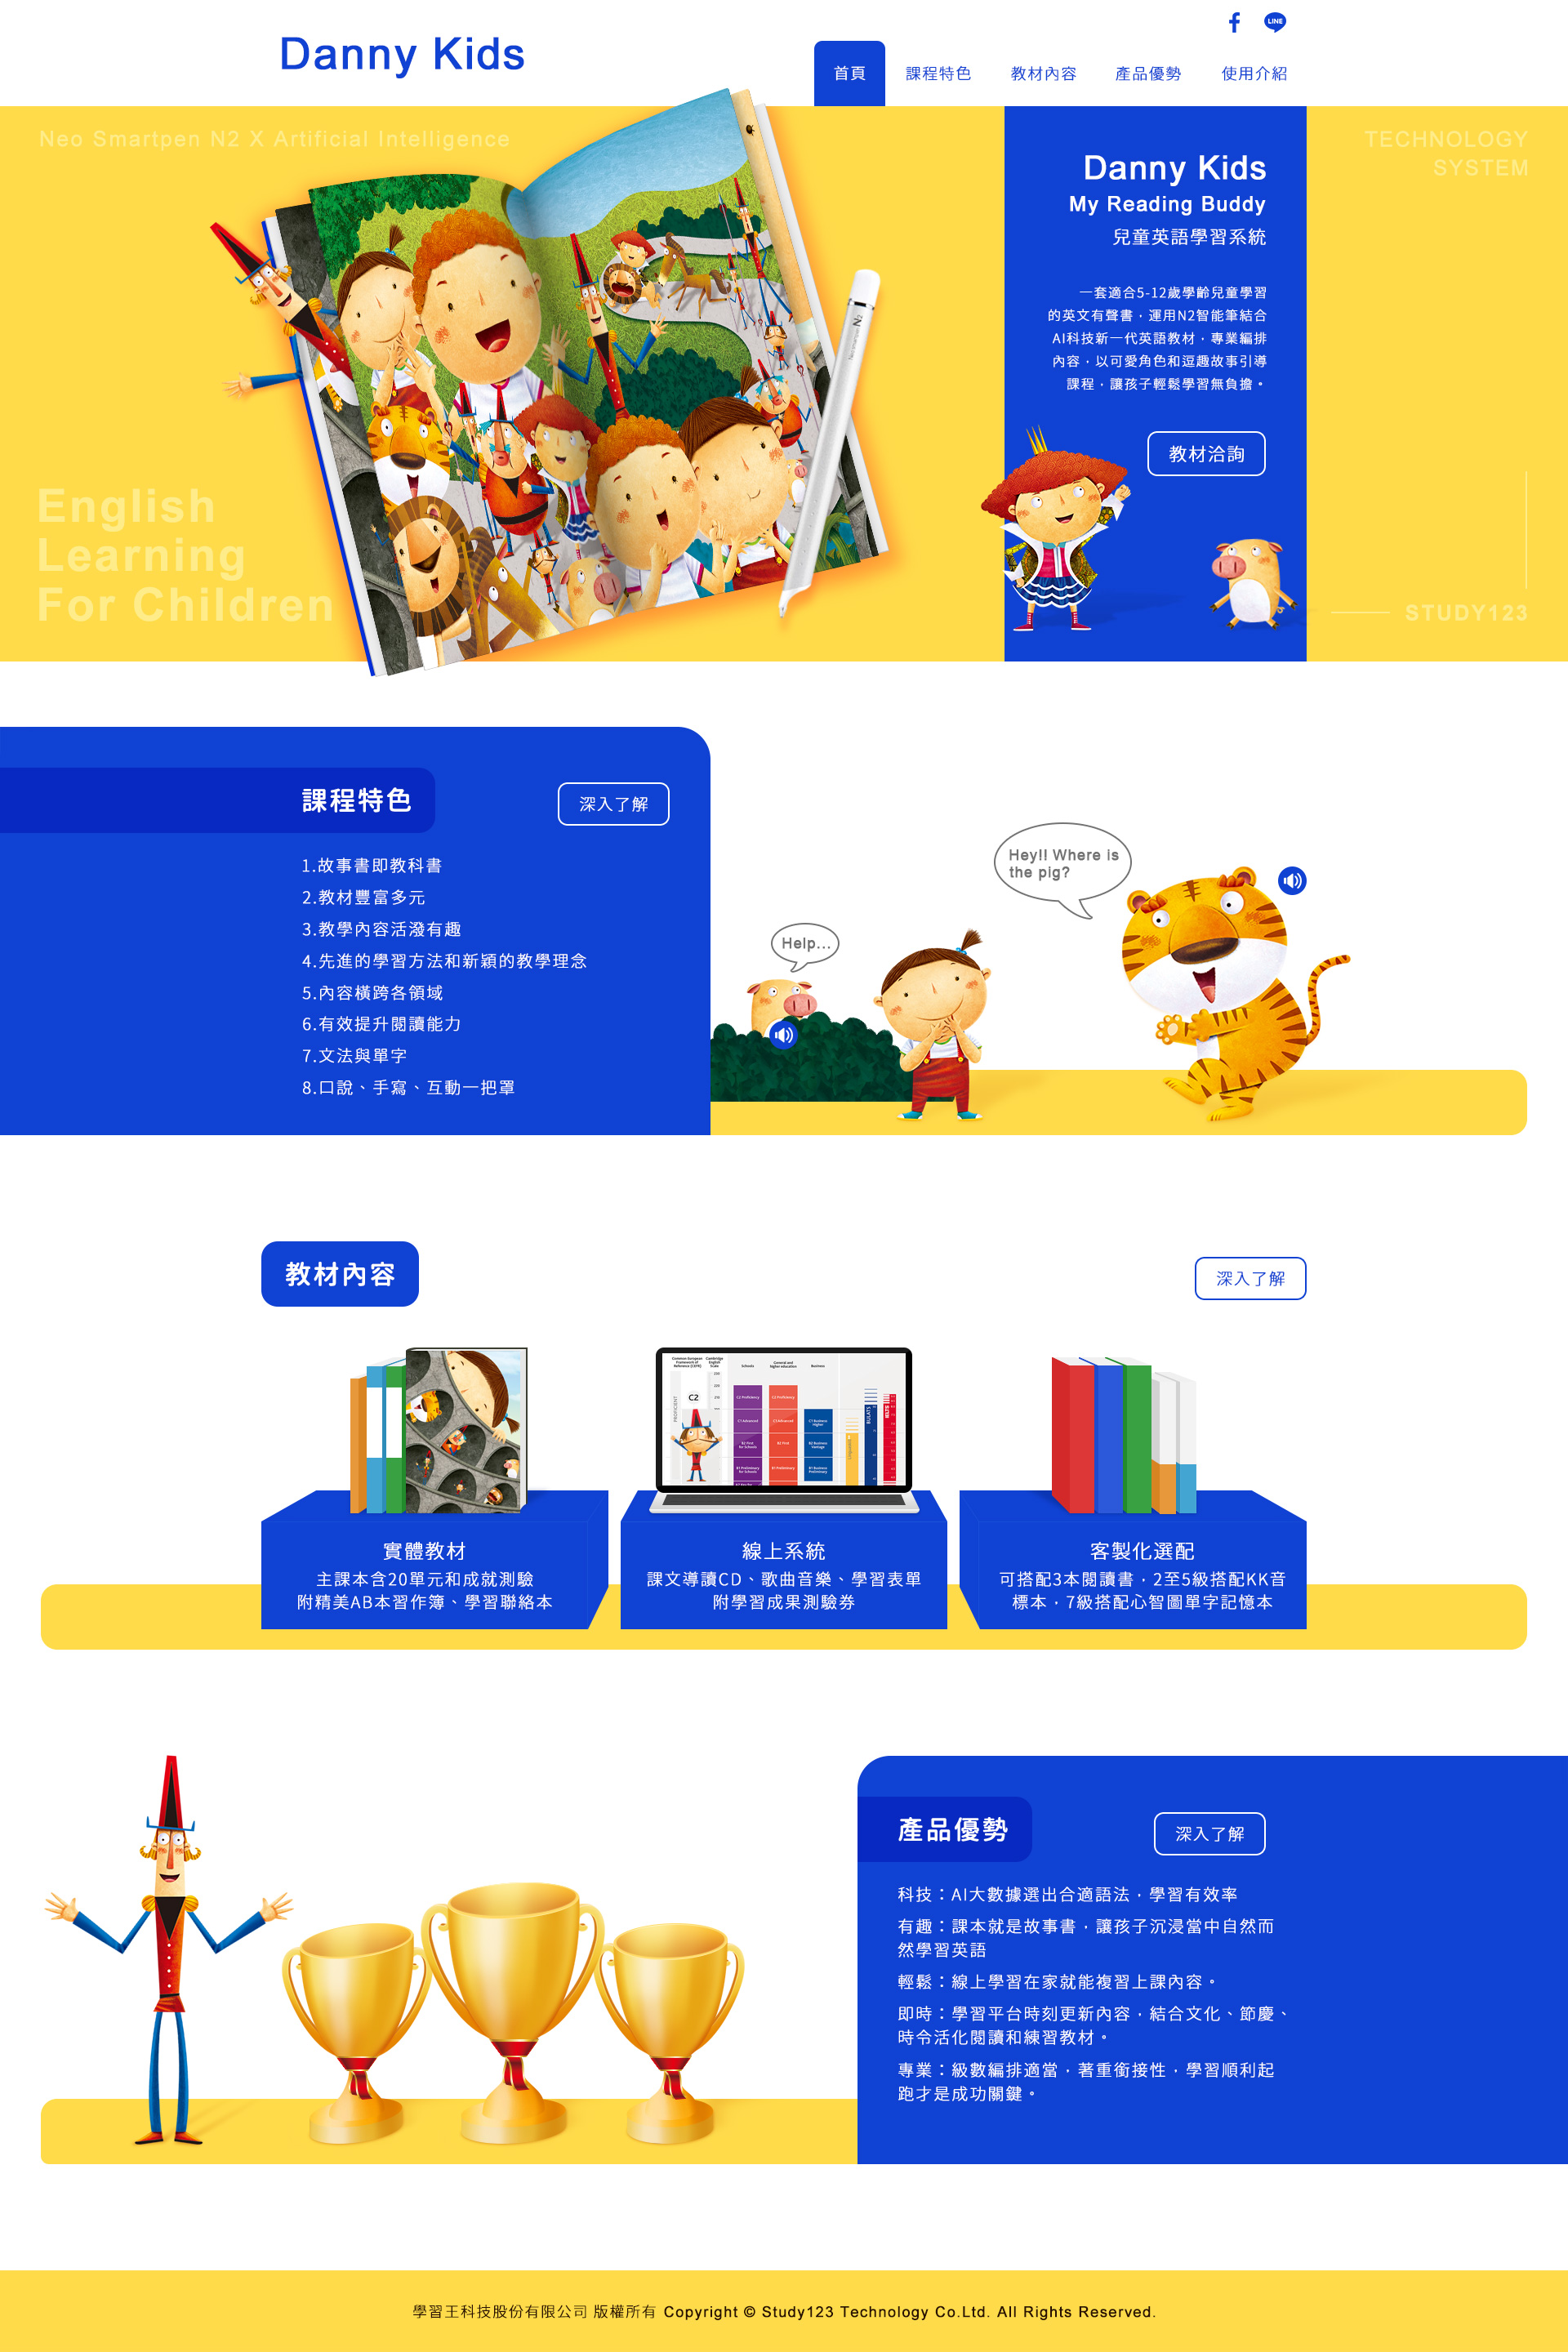 Danny Kids
首頁
課程特色
教材內容
產品優勢
使用介紹
Neo Smartpen N2 X Artificial Intelligence
TECHNOLOGY
SYSTEM
English
Learning
For Children
N2
Danny Kids
My Reading Buddy
兒童英語學習系統
一套適合5-12歲學齡兒童學習
的英文有聲書，運用N2智能筆結合
AI科技新一代英語教材，專業編排
內容，以可愛角色和逗趣故事引導
課程，讓孩子輕鬆學習無負擔。
教材洽詢
STUDY123
課程特色
深入了解
1.故事書即教科書
2.教材豐富多元
3.教學內容活潑有趣
4.先進的學習方法和新穎的教學理念
5.內容橫跨各領域
6.有效提升閱讀能力
7.文法與單字
8.口說、手寫、互動一把罩
Help...
Hey!! Where is
the pig?
教材內容
深入了解
C2
實體教材
主課本含20單元和成就測驗
附精美AB本習作簿、學習聯絡本
線上系統
課文導讀CD、歌曲音樂、學習表單
附學習成果測驗券
客製化選配
可搭配3本閱讀書，2至5級搭配KK音
標本，7級搭配心智圖單字記憶本
產品優勢
深入了解
科技：AI大數據選出合適語法，學習有效率
有趣：課本就是故事書，讓孩子沉浸當中自然而
然學習英語
輕鬆：線上學習在家就能複習上課內容。
即時：學習平台時刻更新內容，結合文化、節慶、
時令活化閱讀和練習教材。
專業：級數編排適當，著重銜接性，學習順利起
跑才是成功關鍵。
學習王科技股份有限公司 版權所有 Copyright © Study123 Technology Co.Ltd. All Rights Reserved.